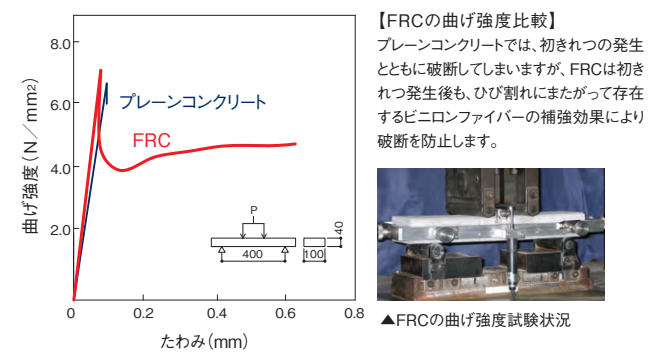 【FRCの曲げ強度比較】
プレーンコンクリートでは、初きれつの発生
とともに破断してしまいますが、FRCは初き
れつ発生後も、ひび割れにまたがって存在
するビニロンファイバーの補強効果により
破断を防止します。
曲げ強度(N/mm2)
8.0
6.0
4.0
2.0
0
0.2
0.4
0.6
0.8
たわみ(mm)
プレーンコンクリート
FRC
P
400
100
40
▲FRCの曲げ強度試験状況